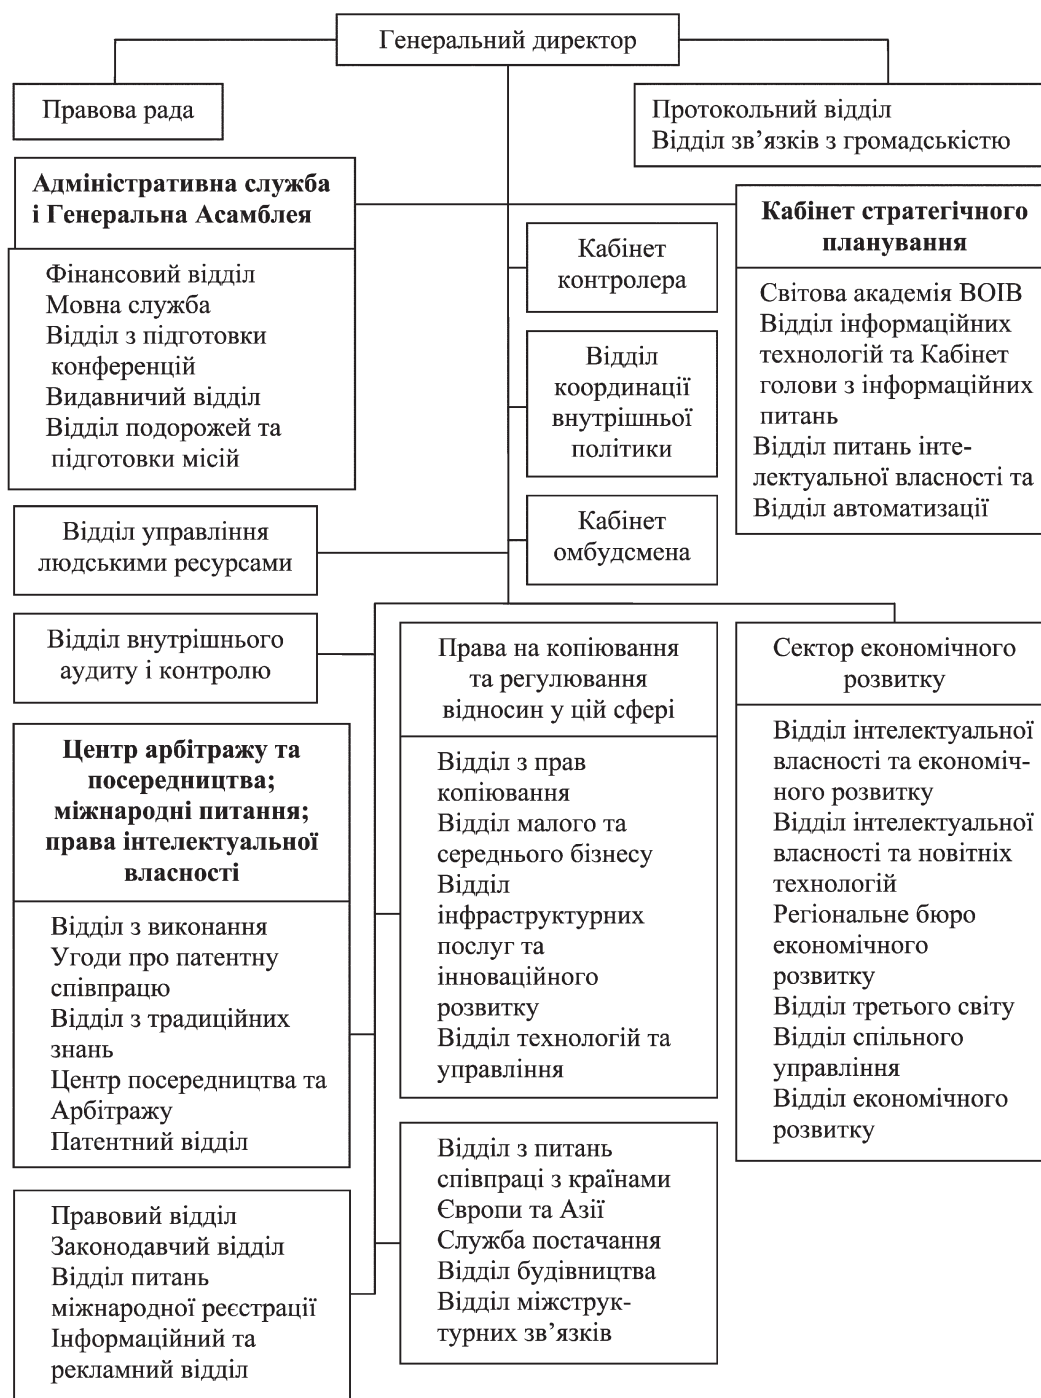 Генеральний директор
Правова рада
Протокольний відділ
Відділ зв’язків з громадськістю
Адміністративна служба
і Генеральна Асамблея
Фінансовий відділ
Мовна служба
Відділ з підготовки
конференцій
Видавничий відділ
Відділ подорожей та
підготовки місій
Кабінет
контролера
Відділ
координації
внутрішньої
політики
Кабінет
омбудсмена
Кабінет стратегічного
планування
Світова академія ВОІВ
Відділ інформаційних
технологій та Кабінет
голови з інформаційних
питань
Відділ питань інте-
лектуальної власності та
Відділ автоматизації
Відділ управління
людськими ресурсами
Відділ внутрішнього
аудиту і контролю
Центр арбітражу та
посередництва;
міжнародні питання;
права інтелектуальної
власності
Відділ з виконання
Угоди про патентну
співпрацю
Відділ з традиційних
знань
Центр посередництва та
Арбітражу
Патентний відділ
Правовий відділ
Законодавчий відділ
Відділ питань
міжнародної реєстрації
Інформаційний та
рекламний відділ
Права на копіювання
та регулювання
відносин у цій сфері
Відділ з прав
копіювання
Відділ малого та
середнього бізнесу
Відділ
інфраструктурних
послуг та
інноваційного
розвитку
Відділ технологій та
управління
Відділ з питань
співпраці з країнами
Європи та Азії
Служба постачання
Відділ будівництва
Відділ міжструк-
турних зв’язків
Сектор економічного
розвитку
Відділ інтелектуальної
власності та економіч-
ного розвитку
Відділ інтелектуальної
власності та новітніх
технологій
Регіональне бюро
економічного
розвитку
Відділ третього світу
Відділ спільного
управління
Відділ економічного
розвитку